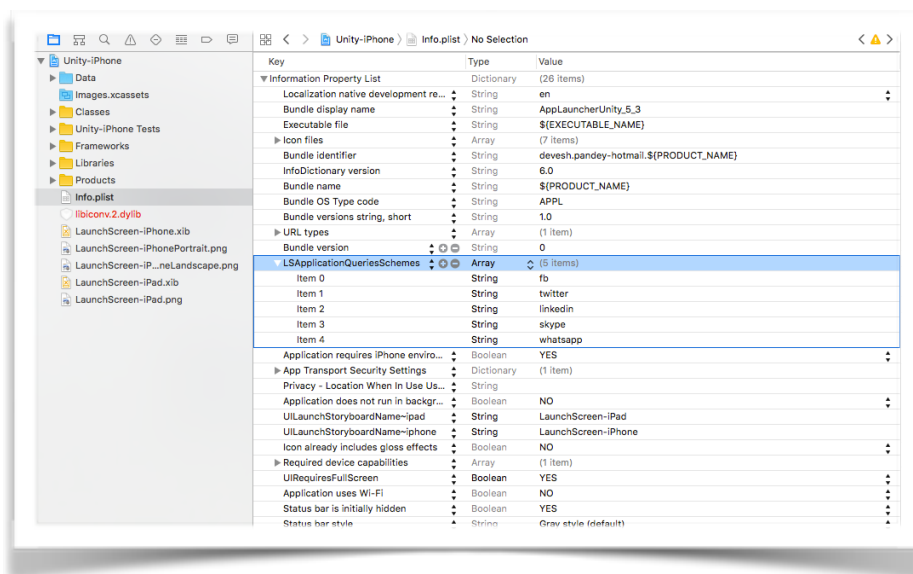 Unity-iPhone 〉 Info.plist 〉 No Selection
Unity-iPhone
Data
Images.xcassets
Classes
Unity-iPhone Tests
Frameworks
Libraries
Products
Info.plist
libiconv.2.dylib
LaunchScreen-iPhone.xib
LaunchScreen-iPhonePortrait.png
LaunchScreen-iP...neLandscape.png
LaunchScreen-iPad.xib
LaunchScreen-iPad.png
Key Type Value
Information Property List Dictionary (26 items)
Localization native development re... String en
Bundle display name String AppLauncherUnity_5_3
Executable file String ${EXECUTABLE_NAME}
Icon files Array (7 items)
Bundle identifier String devesh.pandey-hotmail.${PRODUCT_NAME}
InfoDictionary version String 6.0
Bundle name String ${PRODUCT_NAME}
Bundle OS Type code String APPL
Bundle versions string, short String 1.0
URL types Array (1 item)
Bundle version String 0
LSApplicationQueriesSchemes Array (5 items)
Item 0 String fb
Item 1 String twitter
Item 2 String linkedin
Item 3 String skype
Item 4 String whatsapp
Application requires iPhone enviro... Boolean YES
App Transport Security Settings Dictionary (1 item)
Privacy - Location When In Use Us... String
Application does not run in backgr... Boolean NO
UILaunchStoryboardName~ipad String LaunchScreen-iPad
UILaunchStoryboardName~iphone String LaunchScreen-iPhone
Icon already includes gloss effects Boolean NO
Required device capabilities Array (1 item)
UIRequiresFullScreen Boolean YES
Application uses Wi-Fi Boolean NO
Status bar is initially hidden Boolean YES
Status bar style String Gray style (default)